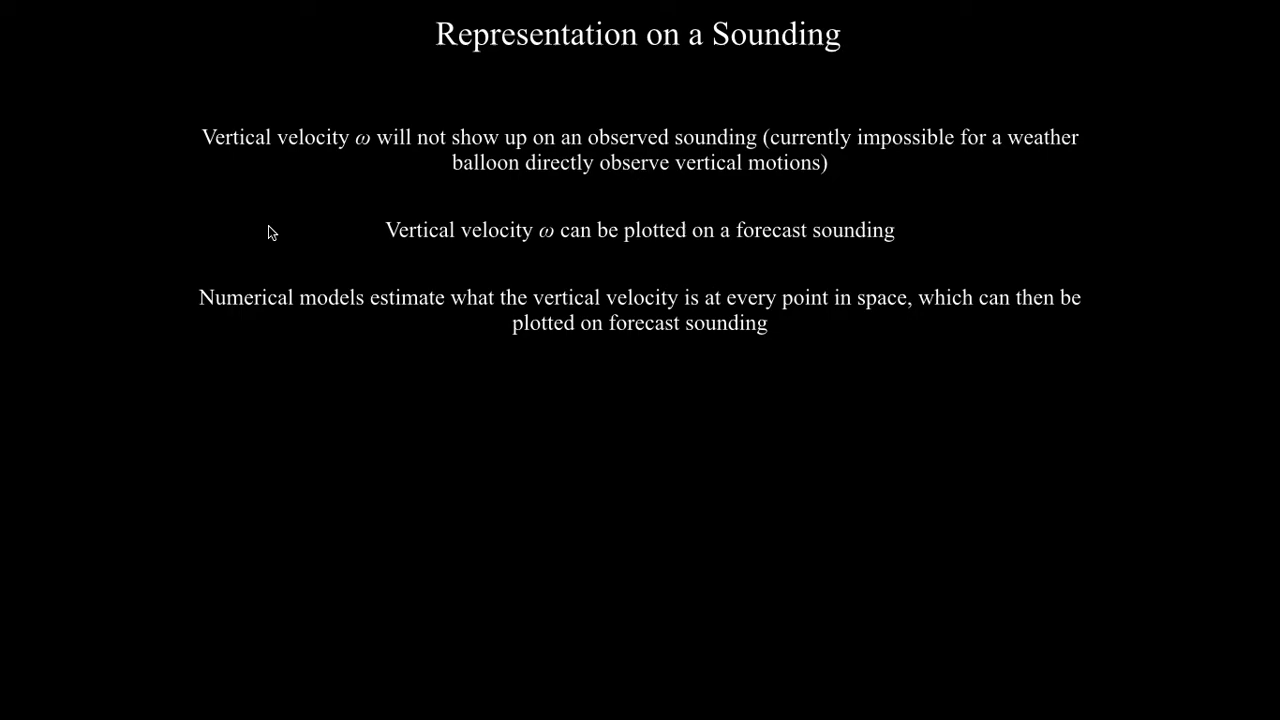 Representation on a Sounding
Vertical velocity ω will not show up on an observed sounding (currently impossible for a weather
balloon directly observe vertical motions)
Vertical velocity ω can be plotted on a forecast sounding
Numerical models estimate what the vertical velocity is at every point in space, which can then be
plotted on forecast sounding